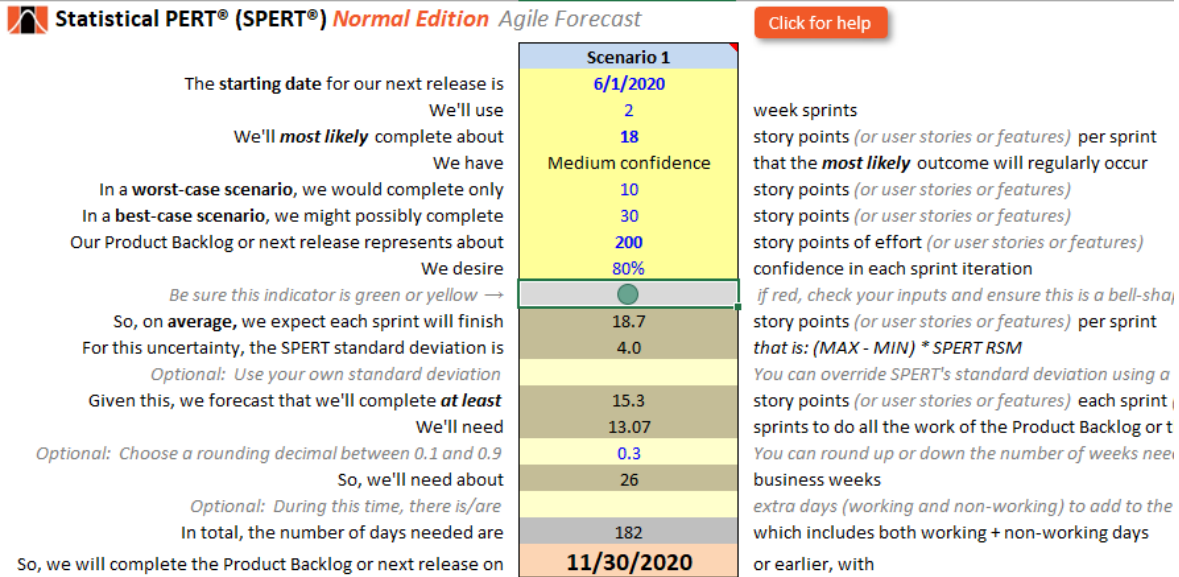 Statistical PERT® (SPERT®) Normal Edition Agile Forecast Click for help
Scenario 1
The starting date for our next release is 6/1/2020
We'll use 2 week sprints
We'll most likely complete about 18 story points (or user stories or features) per sprint
We have Medium confidence that the most likely outcome will regularly occur
In a worst-case scenario, we would complete only 10 story points (or user stories or features)
In a best-case scenario, we might possibly complete 30 story points (or user stories or features)
Our Product Backlog or next release represents about 200 story points of effort (or user stories or features)
We desire 80% confidence in each sprint iteration
Be sure this indicator is green or yellow → if red, check your inputs and ensure this is a bell-sha
So, on average, we expect each sprint will finish 18.7 story points (or user stories or features) per sprint
For this uncertainty, the SPERT standard deviation is 4.0 that is: (MAX - MIN) * SPERT RSM
Optional: Use your own standard deviation You can override SPERT's standard deviation using a
Given this, we forecast that we'll complete at least 15.3 story points (or user stories or features) each sprint
We'll need 13.07 sprints to do all the work of the Product Backlog or t
Optional: Choose a rounding decimal between 0.1 and 0.9 0.3 You can round up or down the number of weeks nee
So, we'll need about 26 business weeks
Optional: During this time, there is/are extra days (working and non-working) to add to the
In total, the number of days needed are 182 which includes both working + non-working days
So, we will complete the Product Backlog or next release on 11/30/2020 or earlier, with